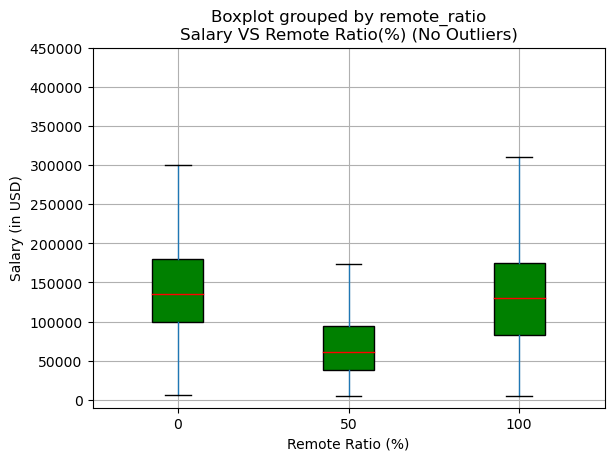 Boxplot grouped by remote_ratio
Salary VS Remote Ratio(%) (No Outliers)
450000
400000
350000
300000
250000
200000
150000
100000
50000
0
Salary (in USD)
0 50 100
Remote Ratio (%)